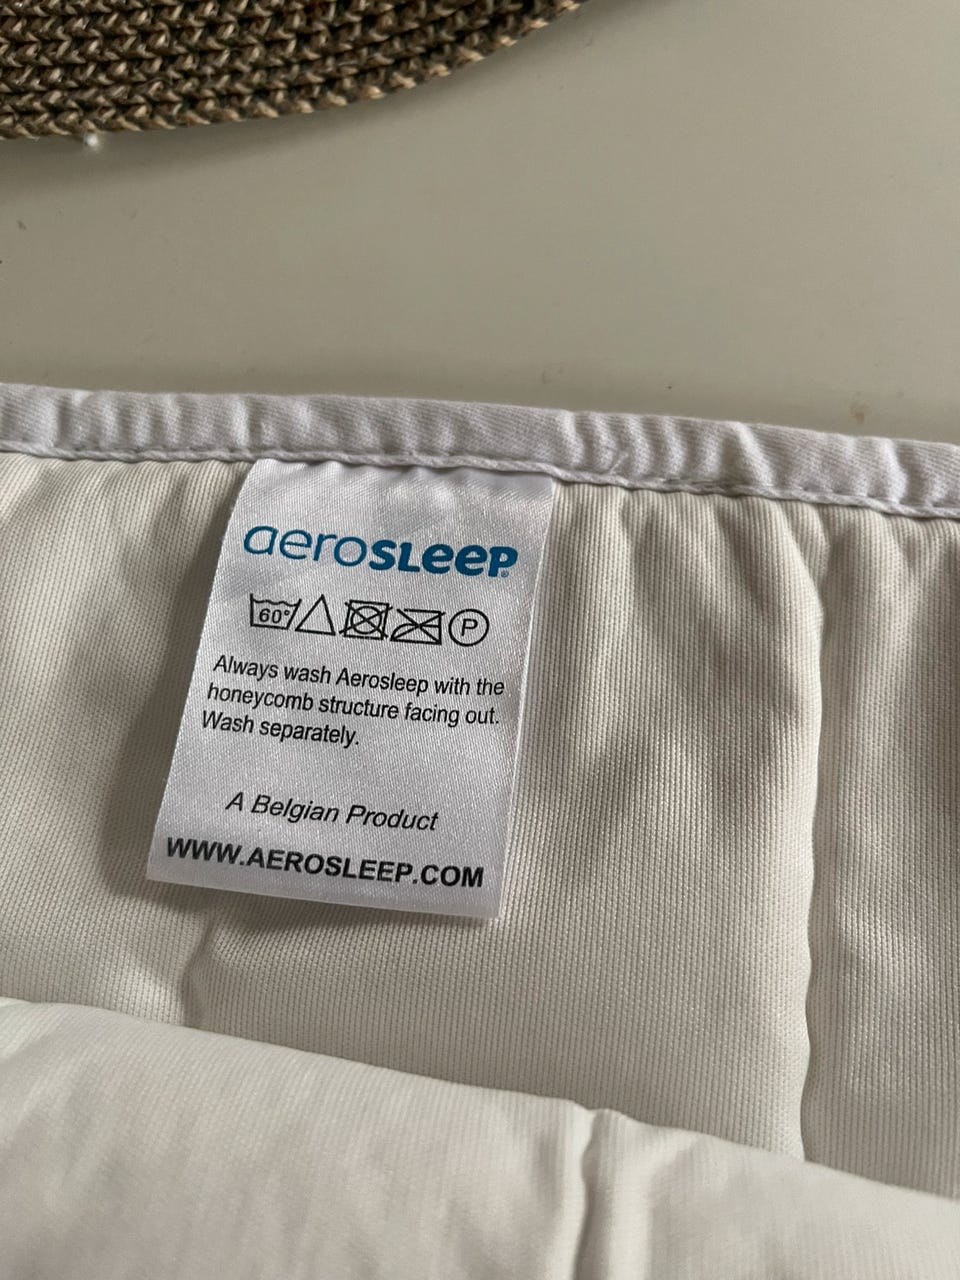 aerosleep®
60° P
Always wash Aerosleep with the
honeycomb structure facing out.
Wash separately.
A Belgian Product
WWW.AEROSLEEP.COM